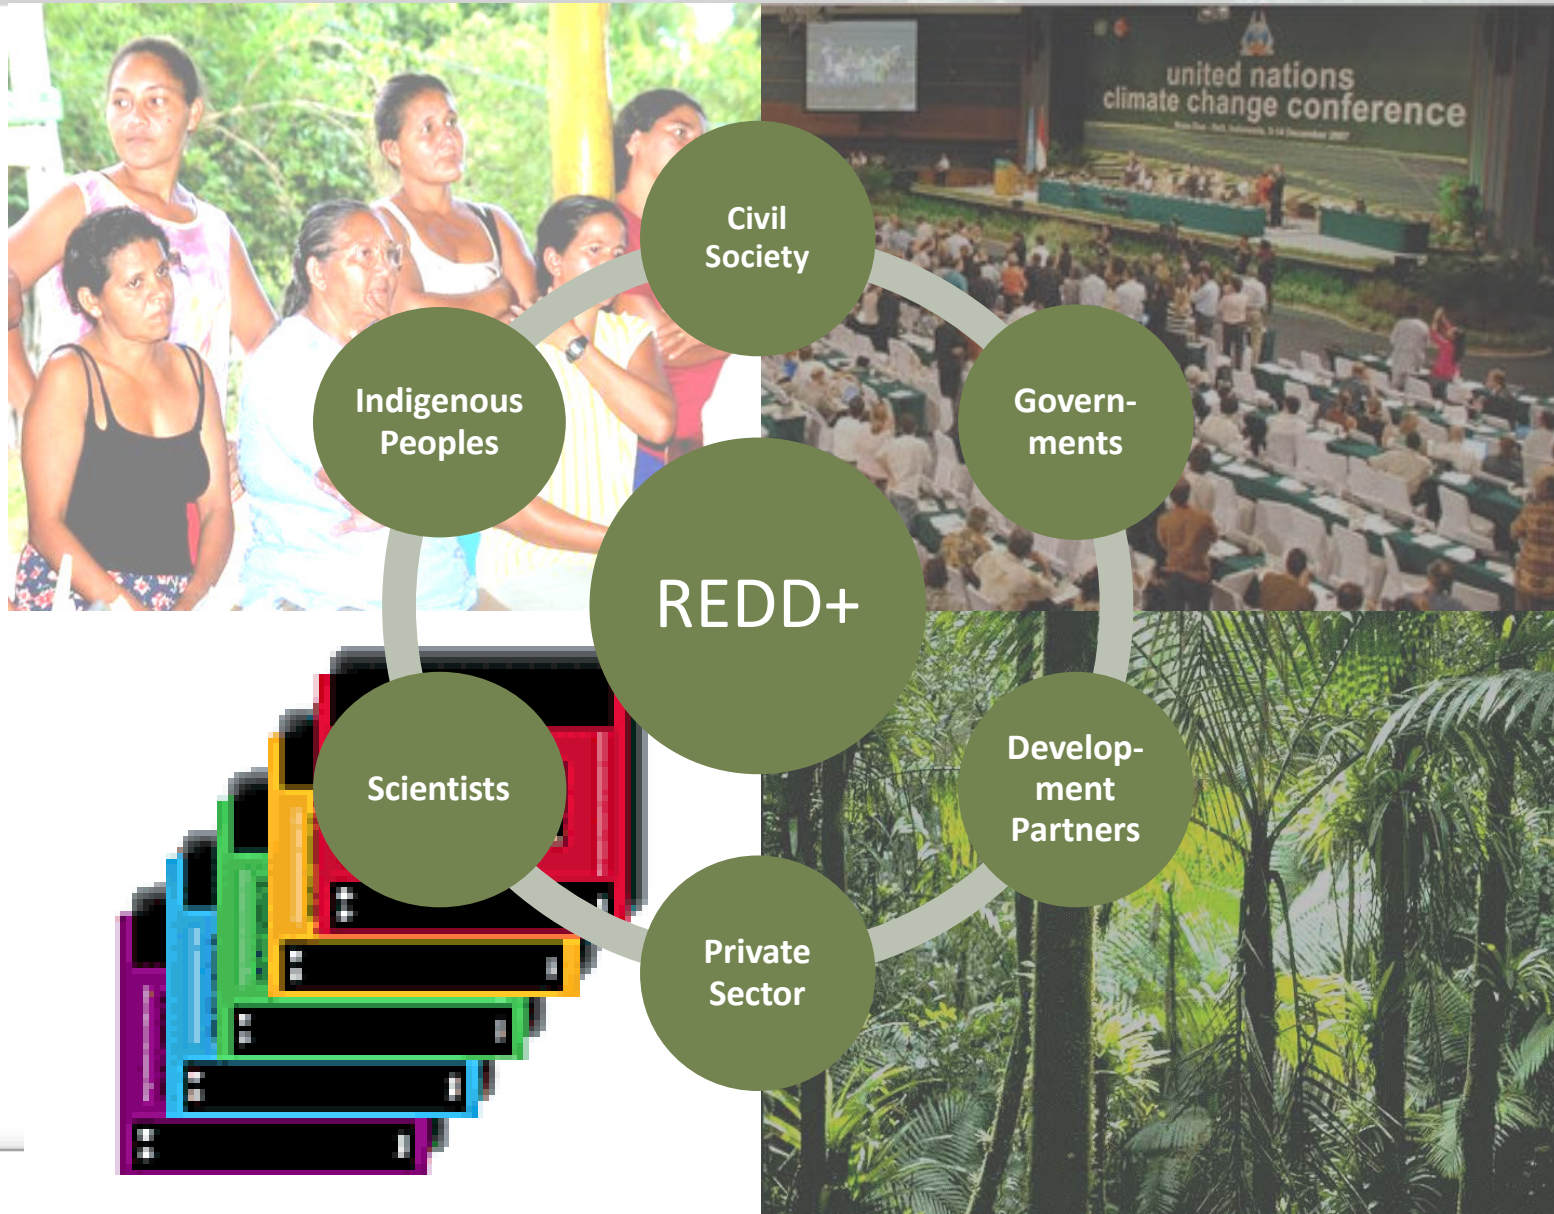 united nations
climate change conference
Civil
Society
Indigenous
Peoples
Govern-
ments
REDD+
Scientists
Develop-
ment
Partners
Private
Sector